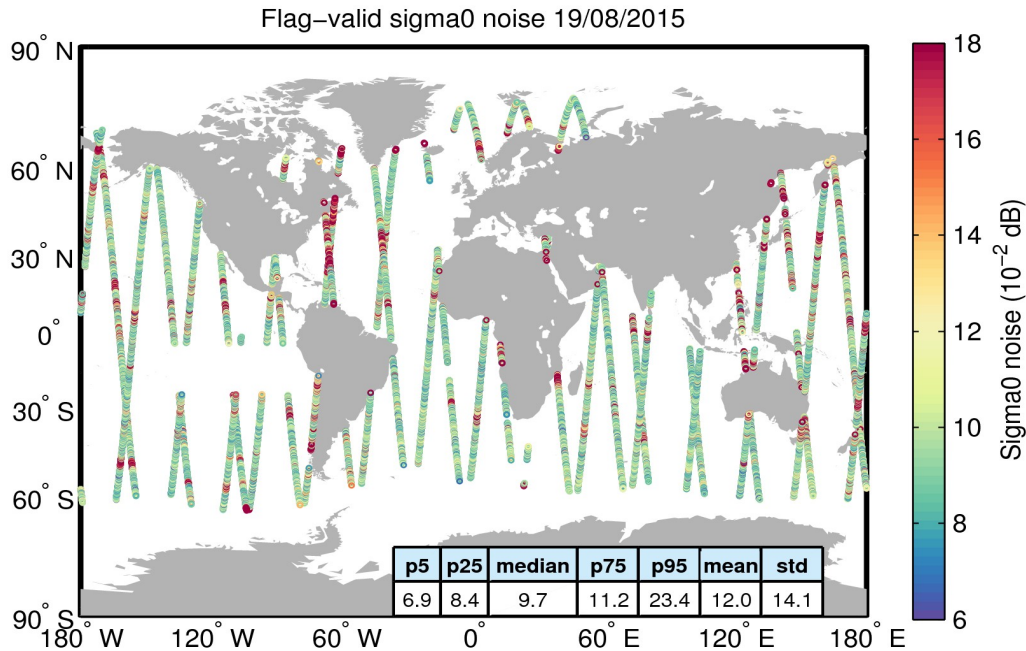 Flag−valid sigma0 noise 19/08/2015
90° N
60° N
30° N
0°
30° S
60° S
90° S
180° W 120° W 60° W 0° 60° E 120° E 180° E
p5 p25 median p75 p95 mean std
6.9 8.4 9.7 11.2 23.4 12.0 14.1
18
16
14
12
10
8
6
Sigma0 noise (10⁻² dB)